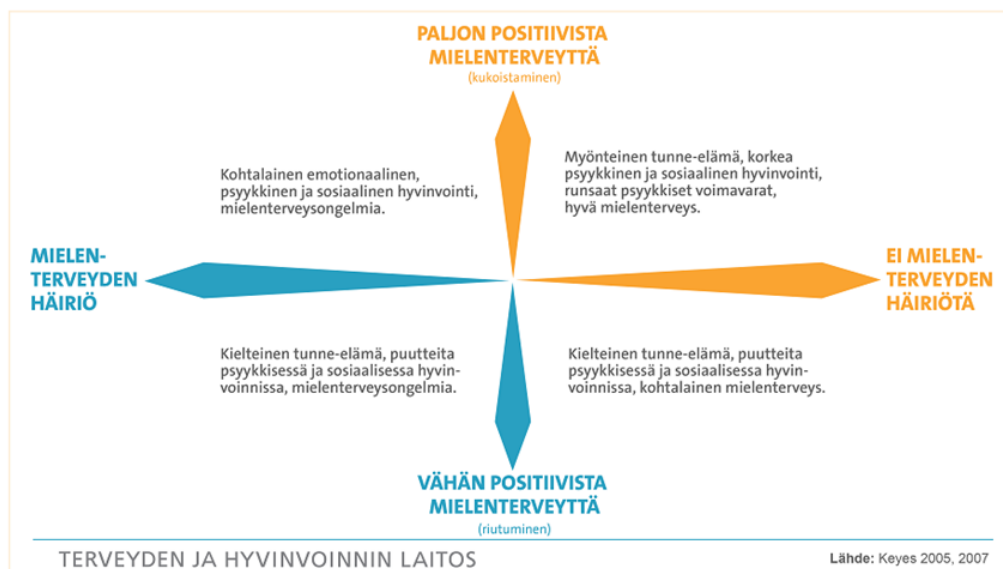 PALJON POSITIIVISTA
MIELENTERVEYTTÄ
(kukoistaminen)
Kohtalainen emotionaalinen,
psyykkinen ja sosiaalinen hyvinvointi,
mielenterveysongelmia.
Myönteinen tunne-elämä, korkea
psyykkinen ja sosiaalinen hyvinvointi,
runsaat psyykkiset voimavarat,
hyvä mielenterveys.
MIELEN-
TERVEYDEN
HÄIRIÖ
EI MIELEN-
TERVEYDEN
HÄIRIÖTÄ
Kielteinen tunne-elämä, puutteita
psyykkisessä ja sosiaalisessa hyvin-
voinnissa, mielenterveysongelmia.
Kielteinen tunne-elämä, puutteita
psyykkisessä ja sosiaalisessa hyvin-
voinnissa, kohtalainen mielenterveys.
VÄHÄN POSITIIVISTA
MIELENTERVEYTTÄ
(riutuminen)
TERVEYDEN JA HYVINVOINNIN LAITOS
Lähde: Keyes 2005, 2007